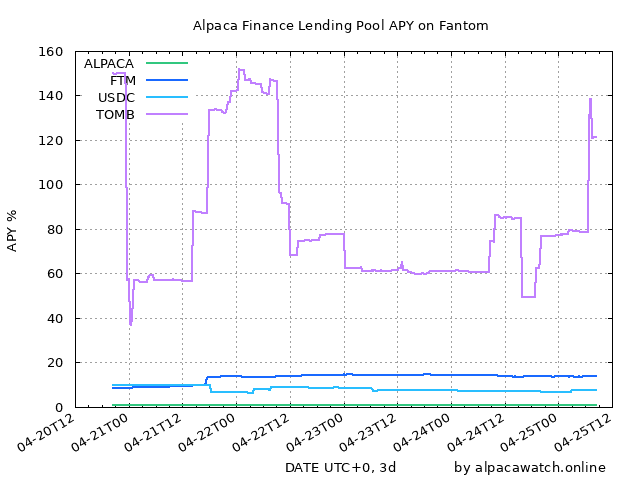 Alpaca Finance Lending Pool APY on Fantom
160
140
120
100
80
60
40
20
0
APY %
ALPACA
FTM
USDC
TOMB
04-20T12
04-21T00
04-21T12
04-22T00
04-22T12
04-23T00
04-23T12
04-24T00
04-24T12
04-25T00
04-25T12
DATE UTC+0, 3d
by alpacawatch.online